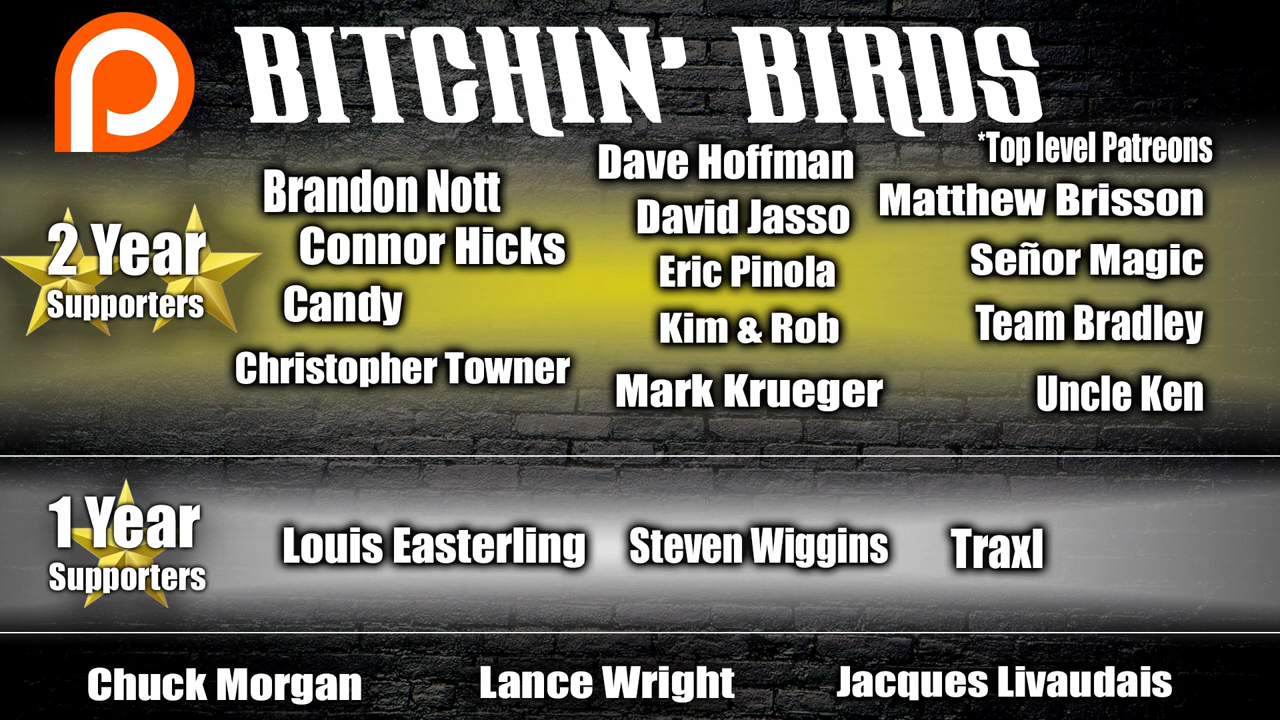 BITCHIN' BIRDS
*Top level Patreons
2 Year
Supporters
Brandon Nott
Connor Hicks
Candy
Christopher Towner
Dave Hoffman
David Jasso
Eric Pinola
Kim & Rob
Mark Krueger
Matthew Brisson
Señor Magic
Team Bradley
Uncle Ken
1 Year
Supporters
Louis Easterling
Steven Wiggins
Traxl
Chuck Morgan
Lance Wright
Jacques Livaudais